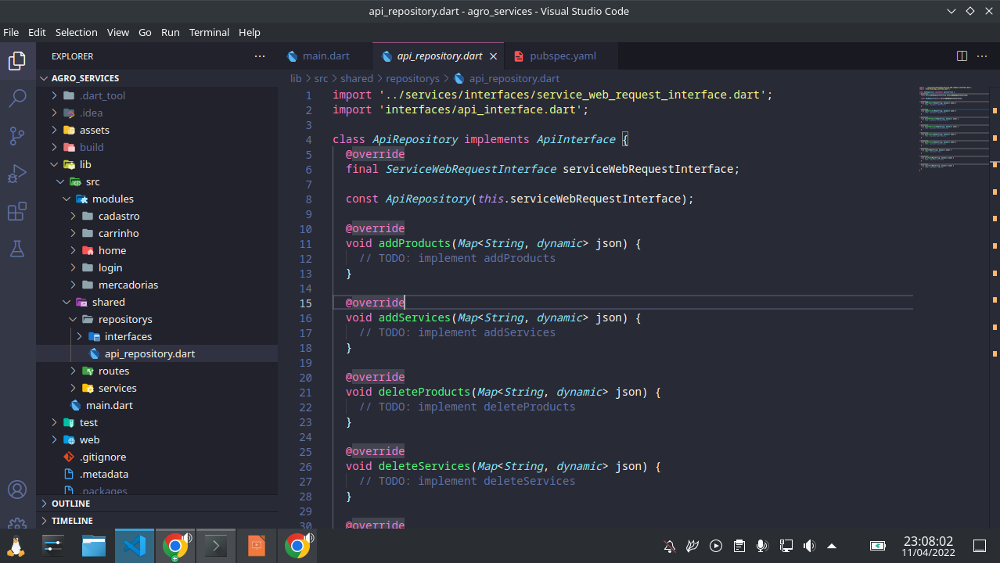 api_repository.dart - agro_services - Visual Studio Code
File Edit Selection View Go Run Terminal Help
EXPLORER
main.dart
api_repository.dart
pubspec.yaml
AGRO_SERVICES
.dart_tool
.idea
assets
build
lib
src
modules
cadastro
carrinho
home
login
mercadorias
shared
repositorys
interfaces
api_repository.dart
routes
services
main.dart
test
web
.gitignore
.metadata
.packages
OUTLINE
TIMELINE
lib > src > shared > repositorys > api_repository.dart
1 import '../services/interfaces/service_web_request_interface.dart';
2 import 'interfaces/api_interface.dart';
3
4 class ApiRepository implements ApiInterface {
5 @override
6 final ServiceWebRequestInterface serviceWebRequestInterface;
7
8 const ApiRepository(this.serviceWebRequestInterface);
9
10 @override
11 void addProducts(Map<String, dynamic> json) {
12 // TODO: implement addProducts
13 }
14
15 @override
16 void addServices(Map<String, dynamic> json) {
17 // TODO: implement addServices
18 }
19
20 @override
21 void deleteProducts(Map<String, dynamic> json) {
22 // TODO: implement deleteProducts
23 }
24
25 @override
26 void deleteServices(Map<String, dynamic> json) {
27 // TODO: implement deleteServices
28 }
29
30 @override
23:08:02
11/04/2022